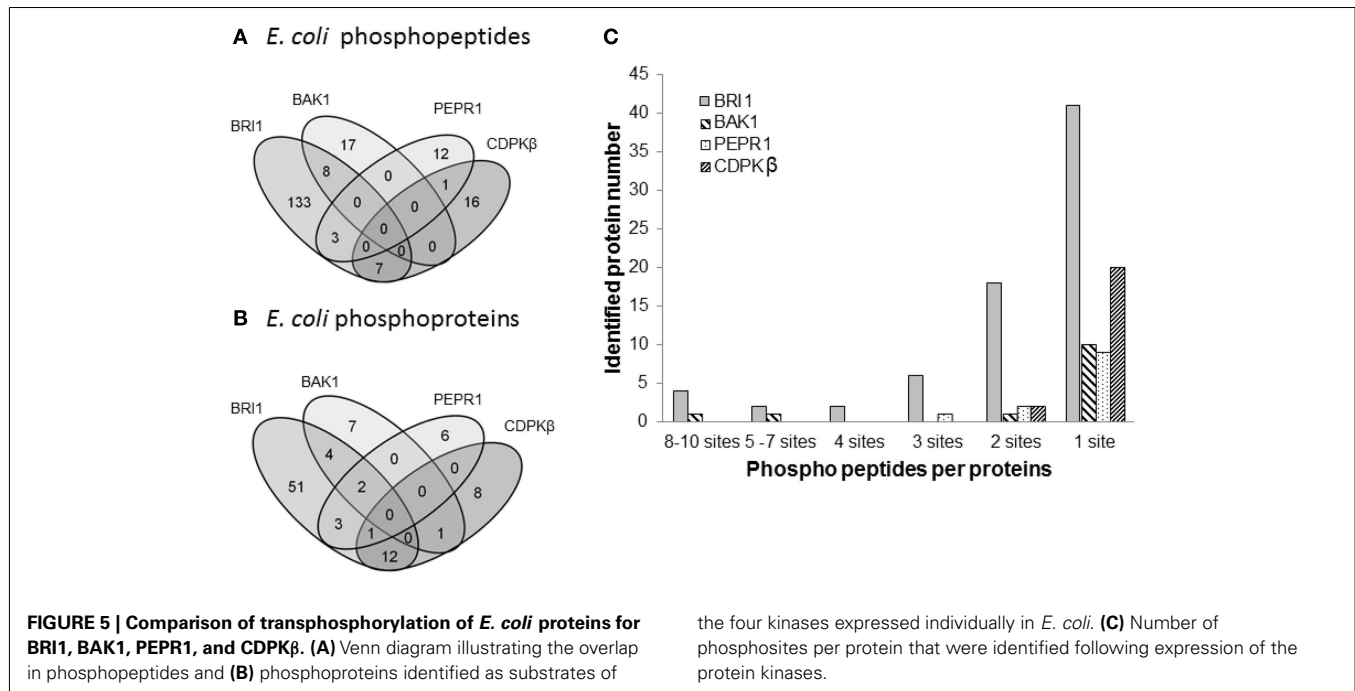 A E. coli phosphopeptides
BRI1
BAK1
PEPR1
CDPKβ
17
12
8
0
1
133
0
0
16
0
3
0
0
0
7
B E. coli phosphoproteins
BRI1
BAK1
PEPR1
CDPKβ
7
6
4
0
0
51
2
0
8
0
3
1
0
1
12
C
45
40
35
30
25
20
15
10
5
0
Identified protein number
BRI1
BAK1
PEPR1
CDPKβ
8-10 sites 5 -7 sites 4 sites 3 sites 2 sites 1 site
Phospho peptides per proteins
FIGURE 5 | Comparison of transphosphorylation of E. coli proteins for
BRI1, BAK1, PEPR1, and CDPKβ. (A) Venn diagram illustrating the overlap
in phosphopeptides and (B) phosphoproteins identified as substrates of
the four kinases expressed individually in E. coli. (C) Number of
phosphosites per protein that were identified following expression of the
protein kinases.